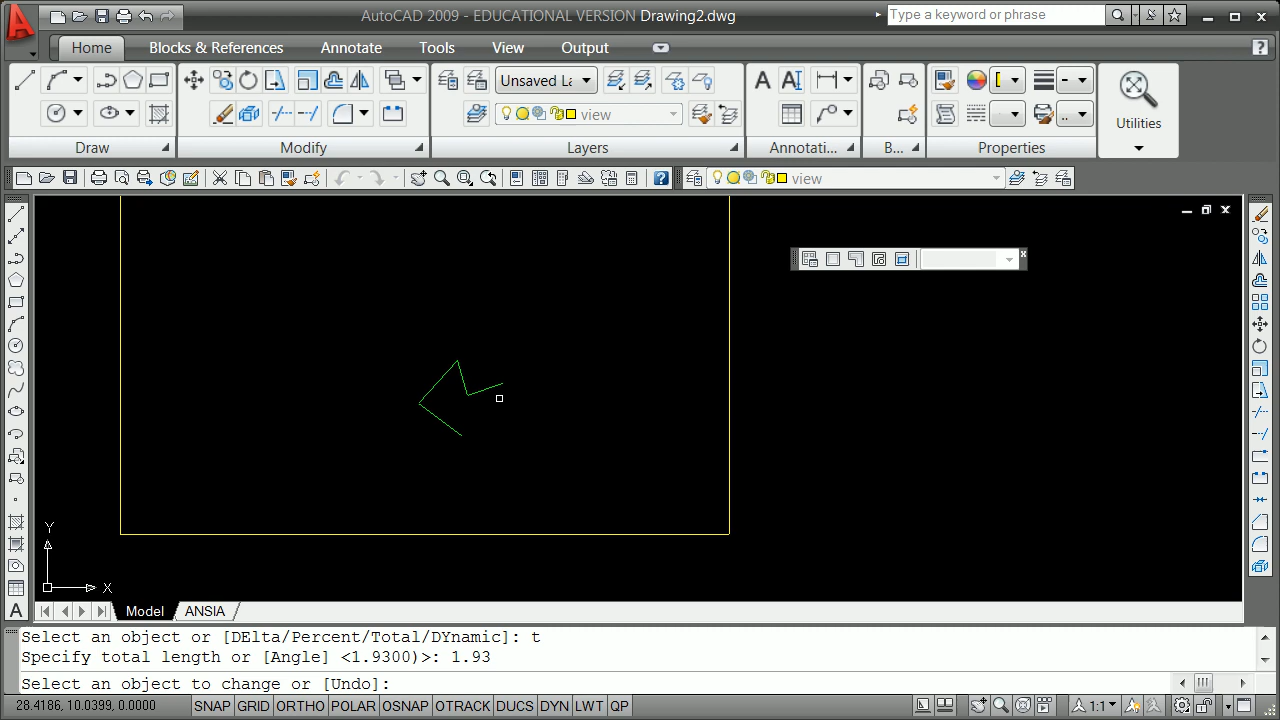 AutoCAD 2009 - EDUCATIONAL VERSION Drawing2.dwg
Type a keyword or phrase
Home Blocks & References Annotate Tools View Output
Unsaved La
view
Utilities
Draw Modify Layers Annotati... B... Properties
view
Y
X
Model ANSIA
Select an object or [DElta/Percent/Total/DYnamic]: t
Specify total length or [Angel] <1.9300)>: 1.93
Select an object to change or [Undo]:
28.4186, 10.0399, 0.0000 SNAP GRID ORTHO POLAR OSNAP OTRACK DUCS DYN LWT QP 1:1